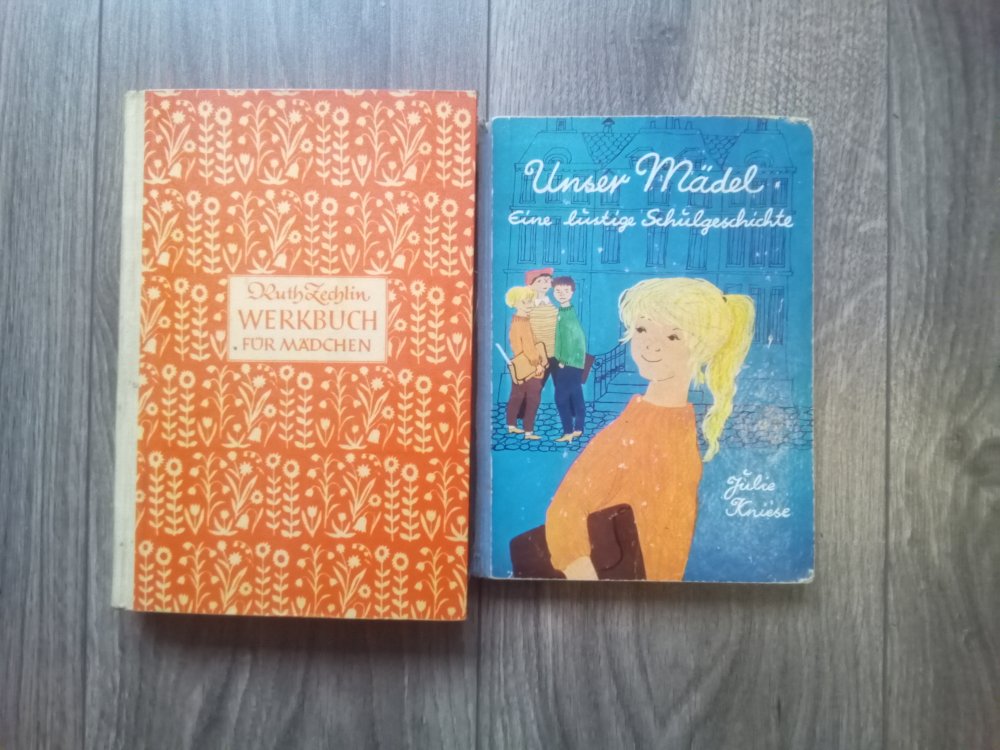 Ruth Zechlin
WERKBUCH
FÜR MÄDCHEN
Unser Mädel
Eine lustige Schulgeschichte
Julie
Kniese